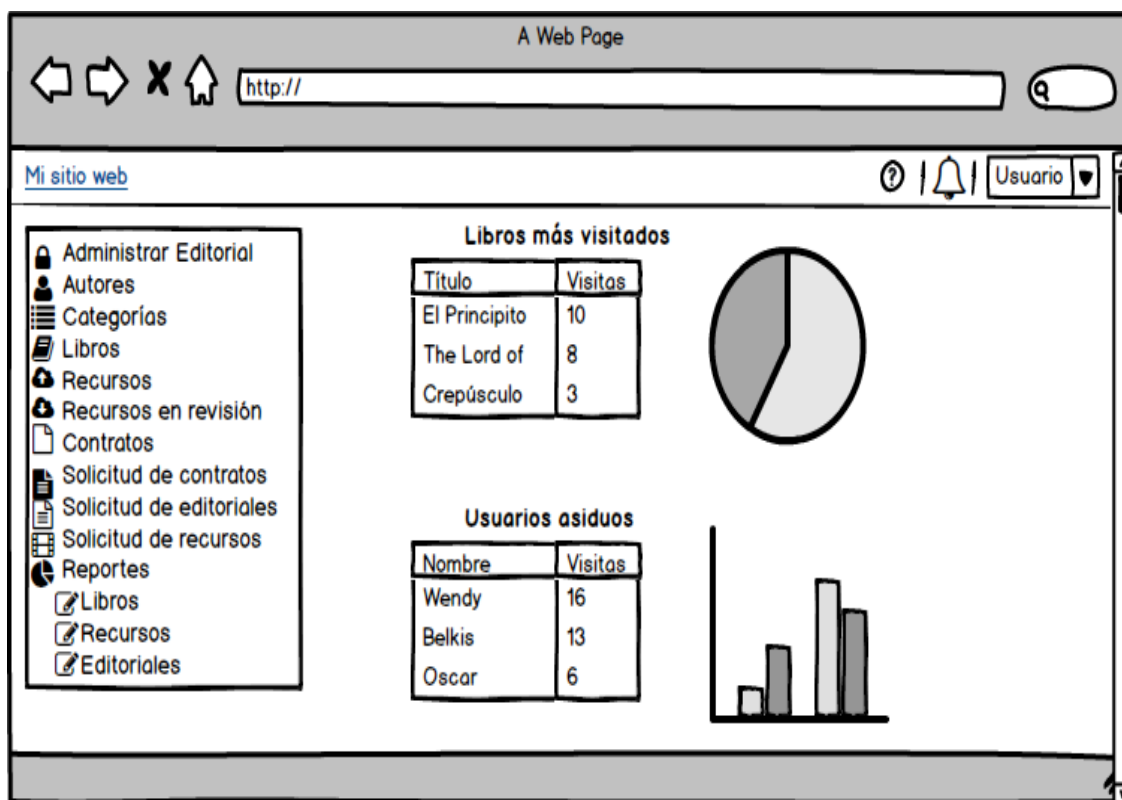 A Web Page
http://
Mi sitio web
?
Usuario
Administrar Editorial
Autores
Categorías
Libros
Recursos
Recursos en revisión
Contratos
Solicitud de contratos
Solicitud de editoriales
Solicitud de recursos
Reportes
Libros
Recursos
Editoriales
Libros más visitados
Título Visitas
El Principito 10
The Lord of 8
Crepúsculo 3
Usuarios asiduos
Nombre Visitas
Wendy 16
Belkis 13
Oscar 6